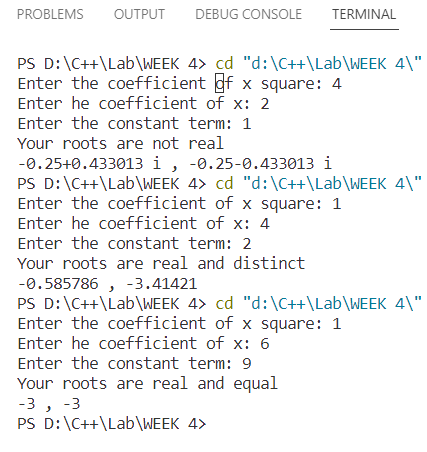 PROBLEMS OUTPUT DEBUG CONSOLE TERMINAL
PS D:\C++\Lab\WEEK 4> cd "d:\C++\Lab\WEEK 4\"
Enter the coefficient of x square: 4
Enter he coefficient of x: 2
Enter the constant term: 1
Your roots are not real
-0.25+0.433013 i , -0.25-0.433013 i
PS D:\C++\Lab\WEEK 4> cd "d:\C++\Lab\WEEK 4\"
Enter the coefficient of x square: 1
Enter he coefficient of x: 4
Enter the constant term: 2
Your roots are real and distinct
-0.585786 , -3.41421
PS D:\C++\Lab\WEEK 4> cd "d:\C++\Lab\WEEK 4\"
Enter the coefficient of x square: 1
Enter he coefficient of x: 6
Enter the constant term: 9
Your roots are real and equal
-3 , -3
PS D:\C++\Lab\WEEK 4>